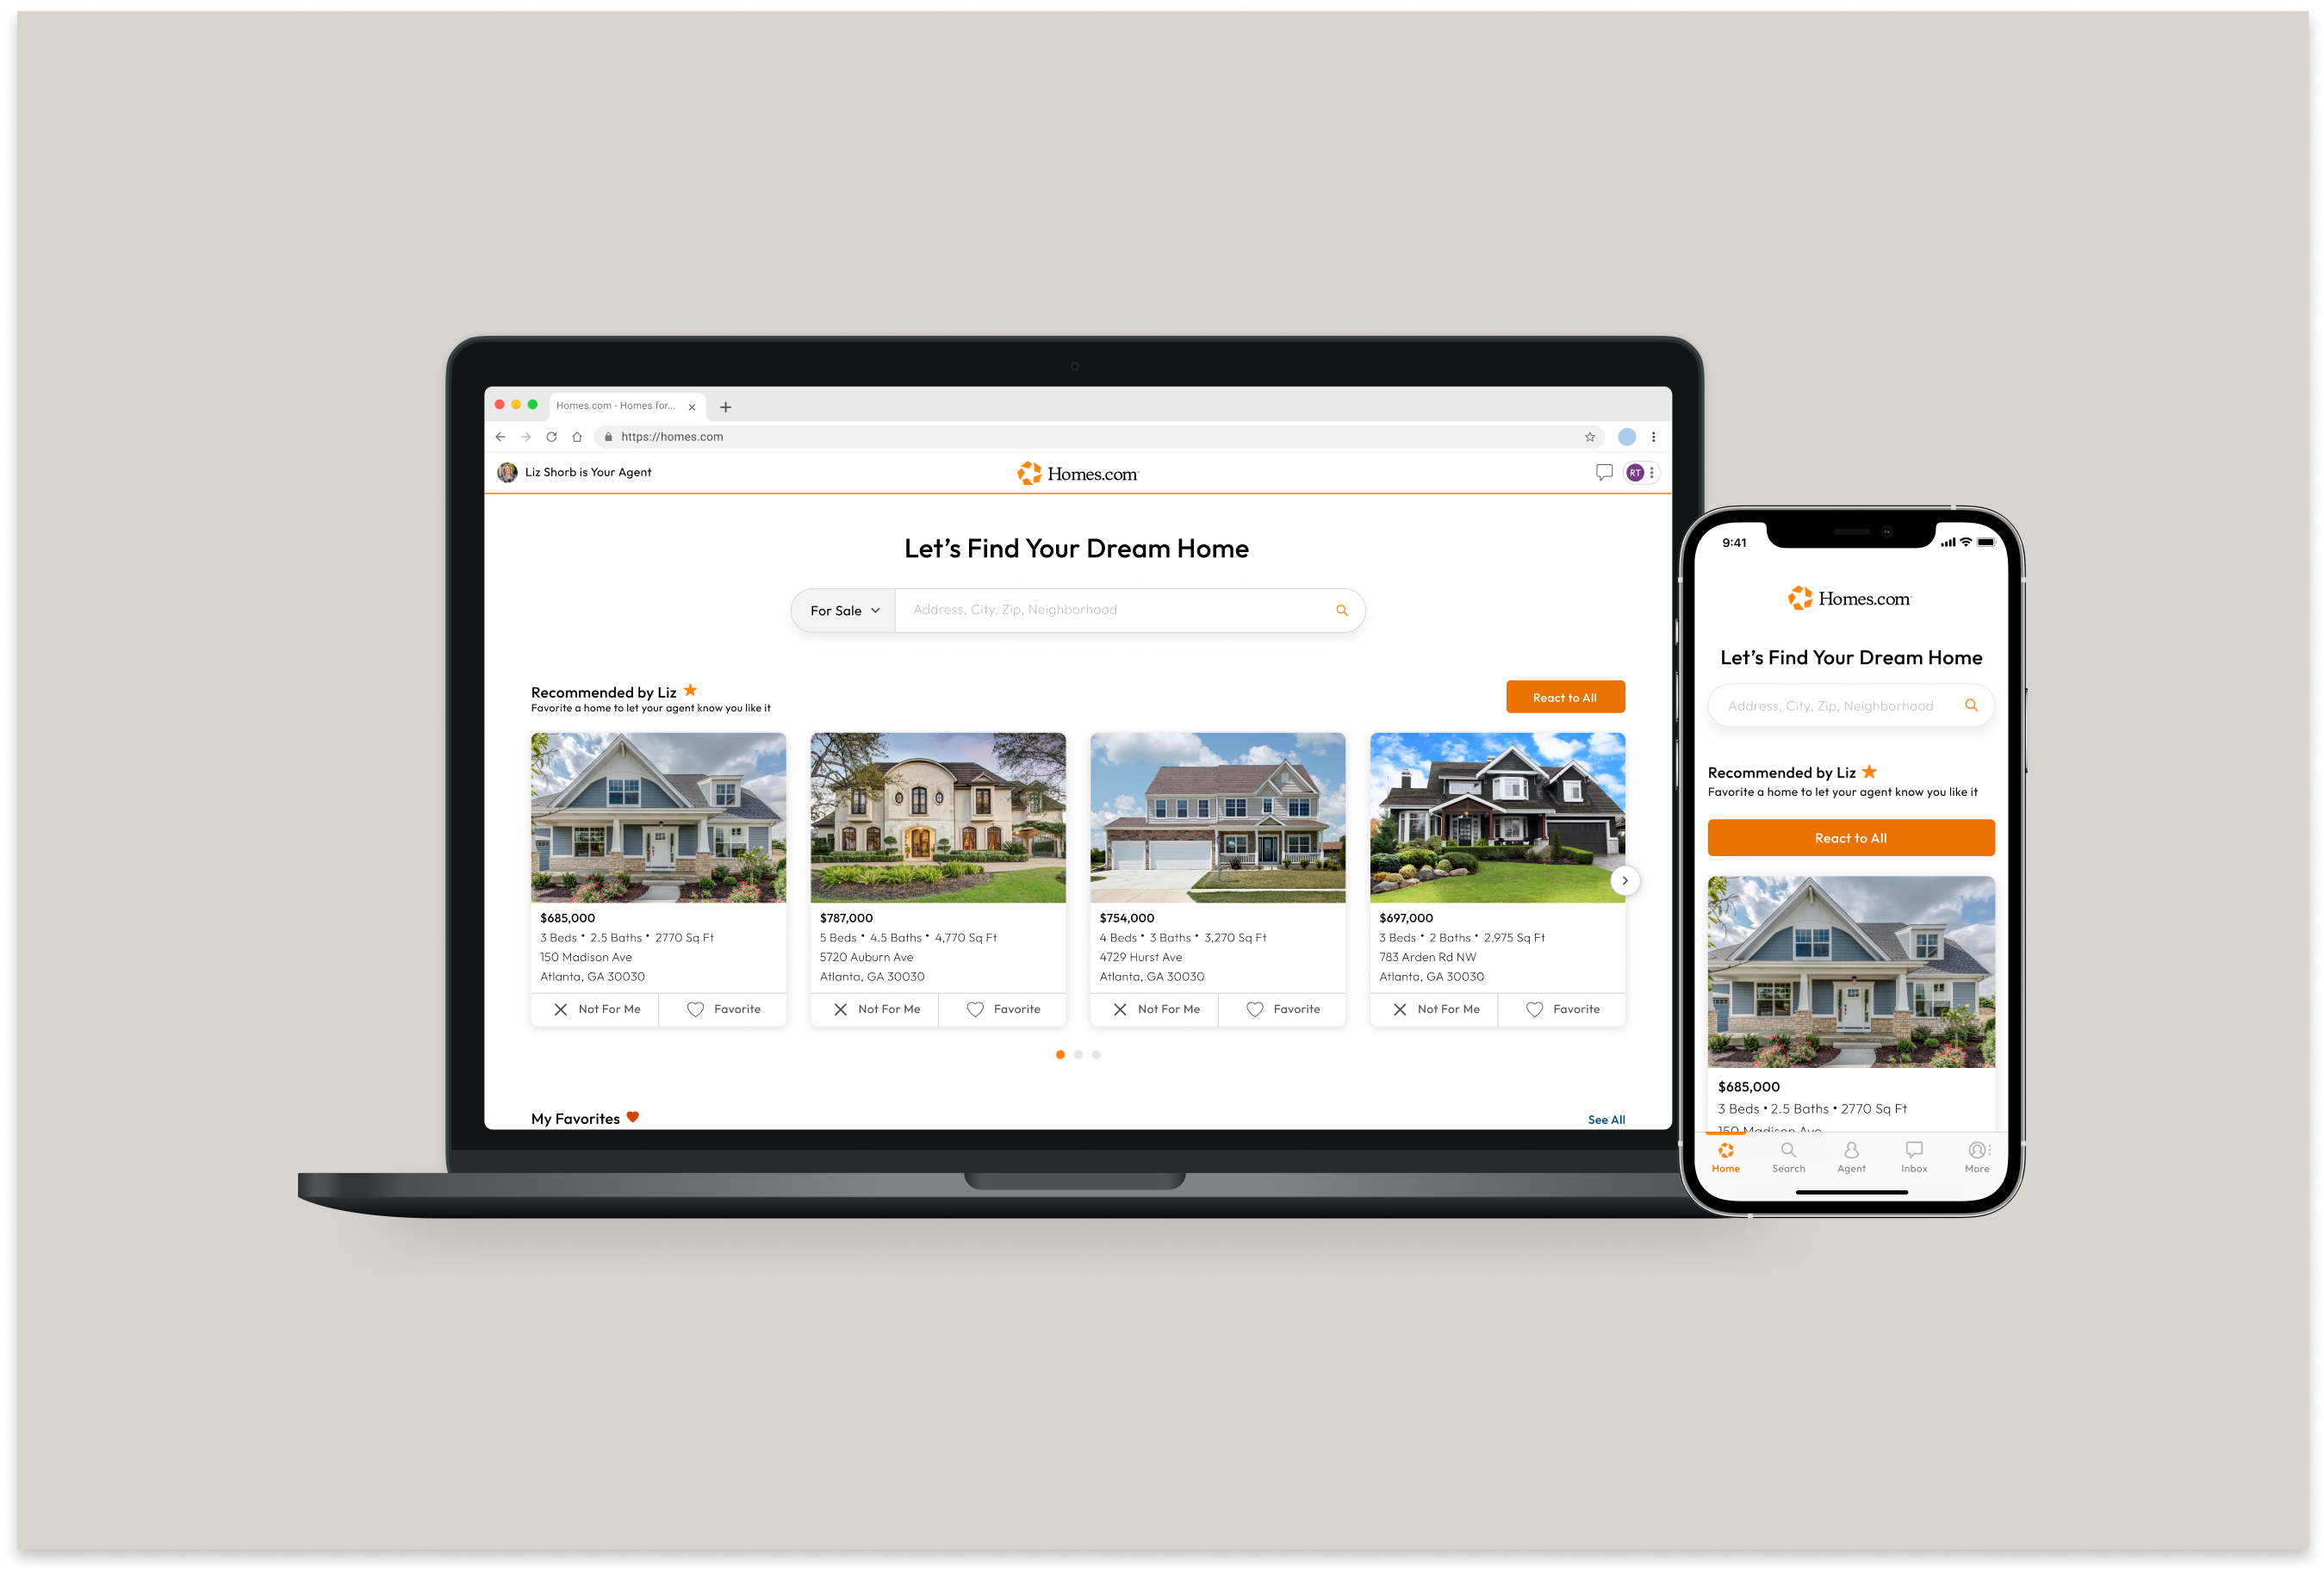 Homes.com - Homes for...
https://homes.com
Liz Shorb is Your Agent
Homes.com
RT
Let's Find Your Dream Home
For Sale
Address, City, Zip, Neighborhood
Recommended by Liz
Favorite a home to let your agent know you like it
React to All
$685,000
3 Beds • 2.5 Baths • 2770 Sq Ft
150 Madison Ave
Atlanta, GA 30030
Not For Me
Favorite
$787,000
5 Beds • 4.5 Baths • 4,770 Sq Ft
5720 Auburn Ave
Atlanta, GA 30030
Not For Me
Favorite
$754,000
4 Beds • 3 Baths • 3,270 Sq Ft
4729 Hurst Ave
Atlanta, GA 30030
Not For Me
Favorite
$697,000
3 Beds • 2 Baths • 2,975 Sq Ft
783 Arden Rd NW
Atlanta, GA 30030
Not For Me
Favorite
My Favorites
See All
9:41
Homes.com
Let's Find Your Dream Home
Address, City, Zip, Neighborhood
Recommended by Liz
Favorite a home to let your agent know you like it
React to All
$685,000
3 Beds • 2.5 Baths • 2770 Sq Ft
150 Madison Ave
Home
Search
Agent
Inbox
More